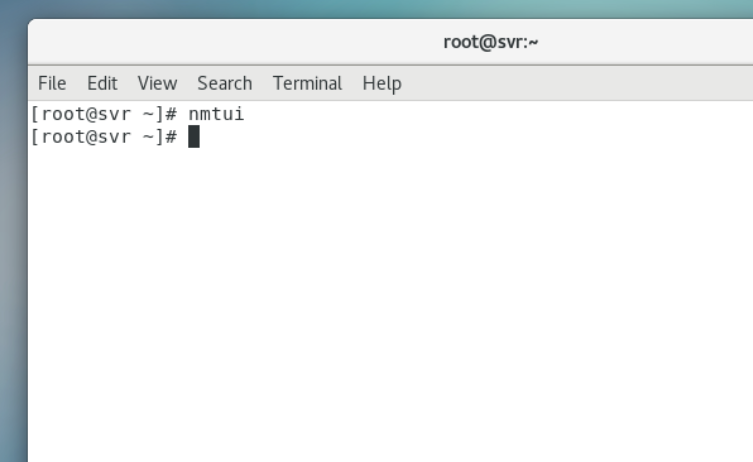 root@svr:~
File Edit View Search Terminal Help
[root@svr ~]# nmtui
[root@svr ~]#